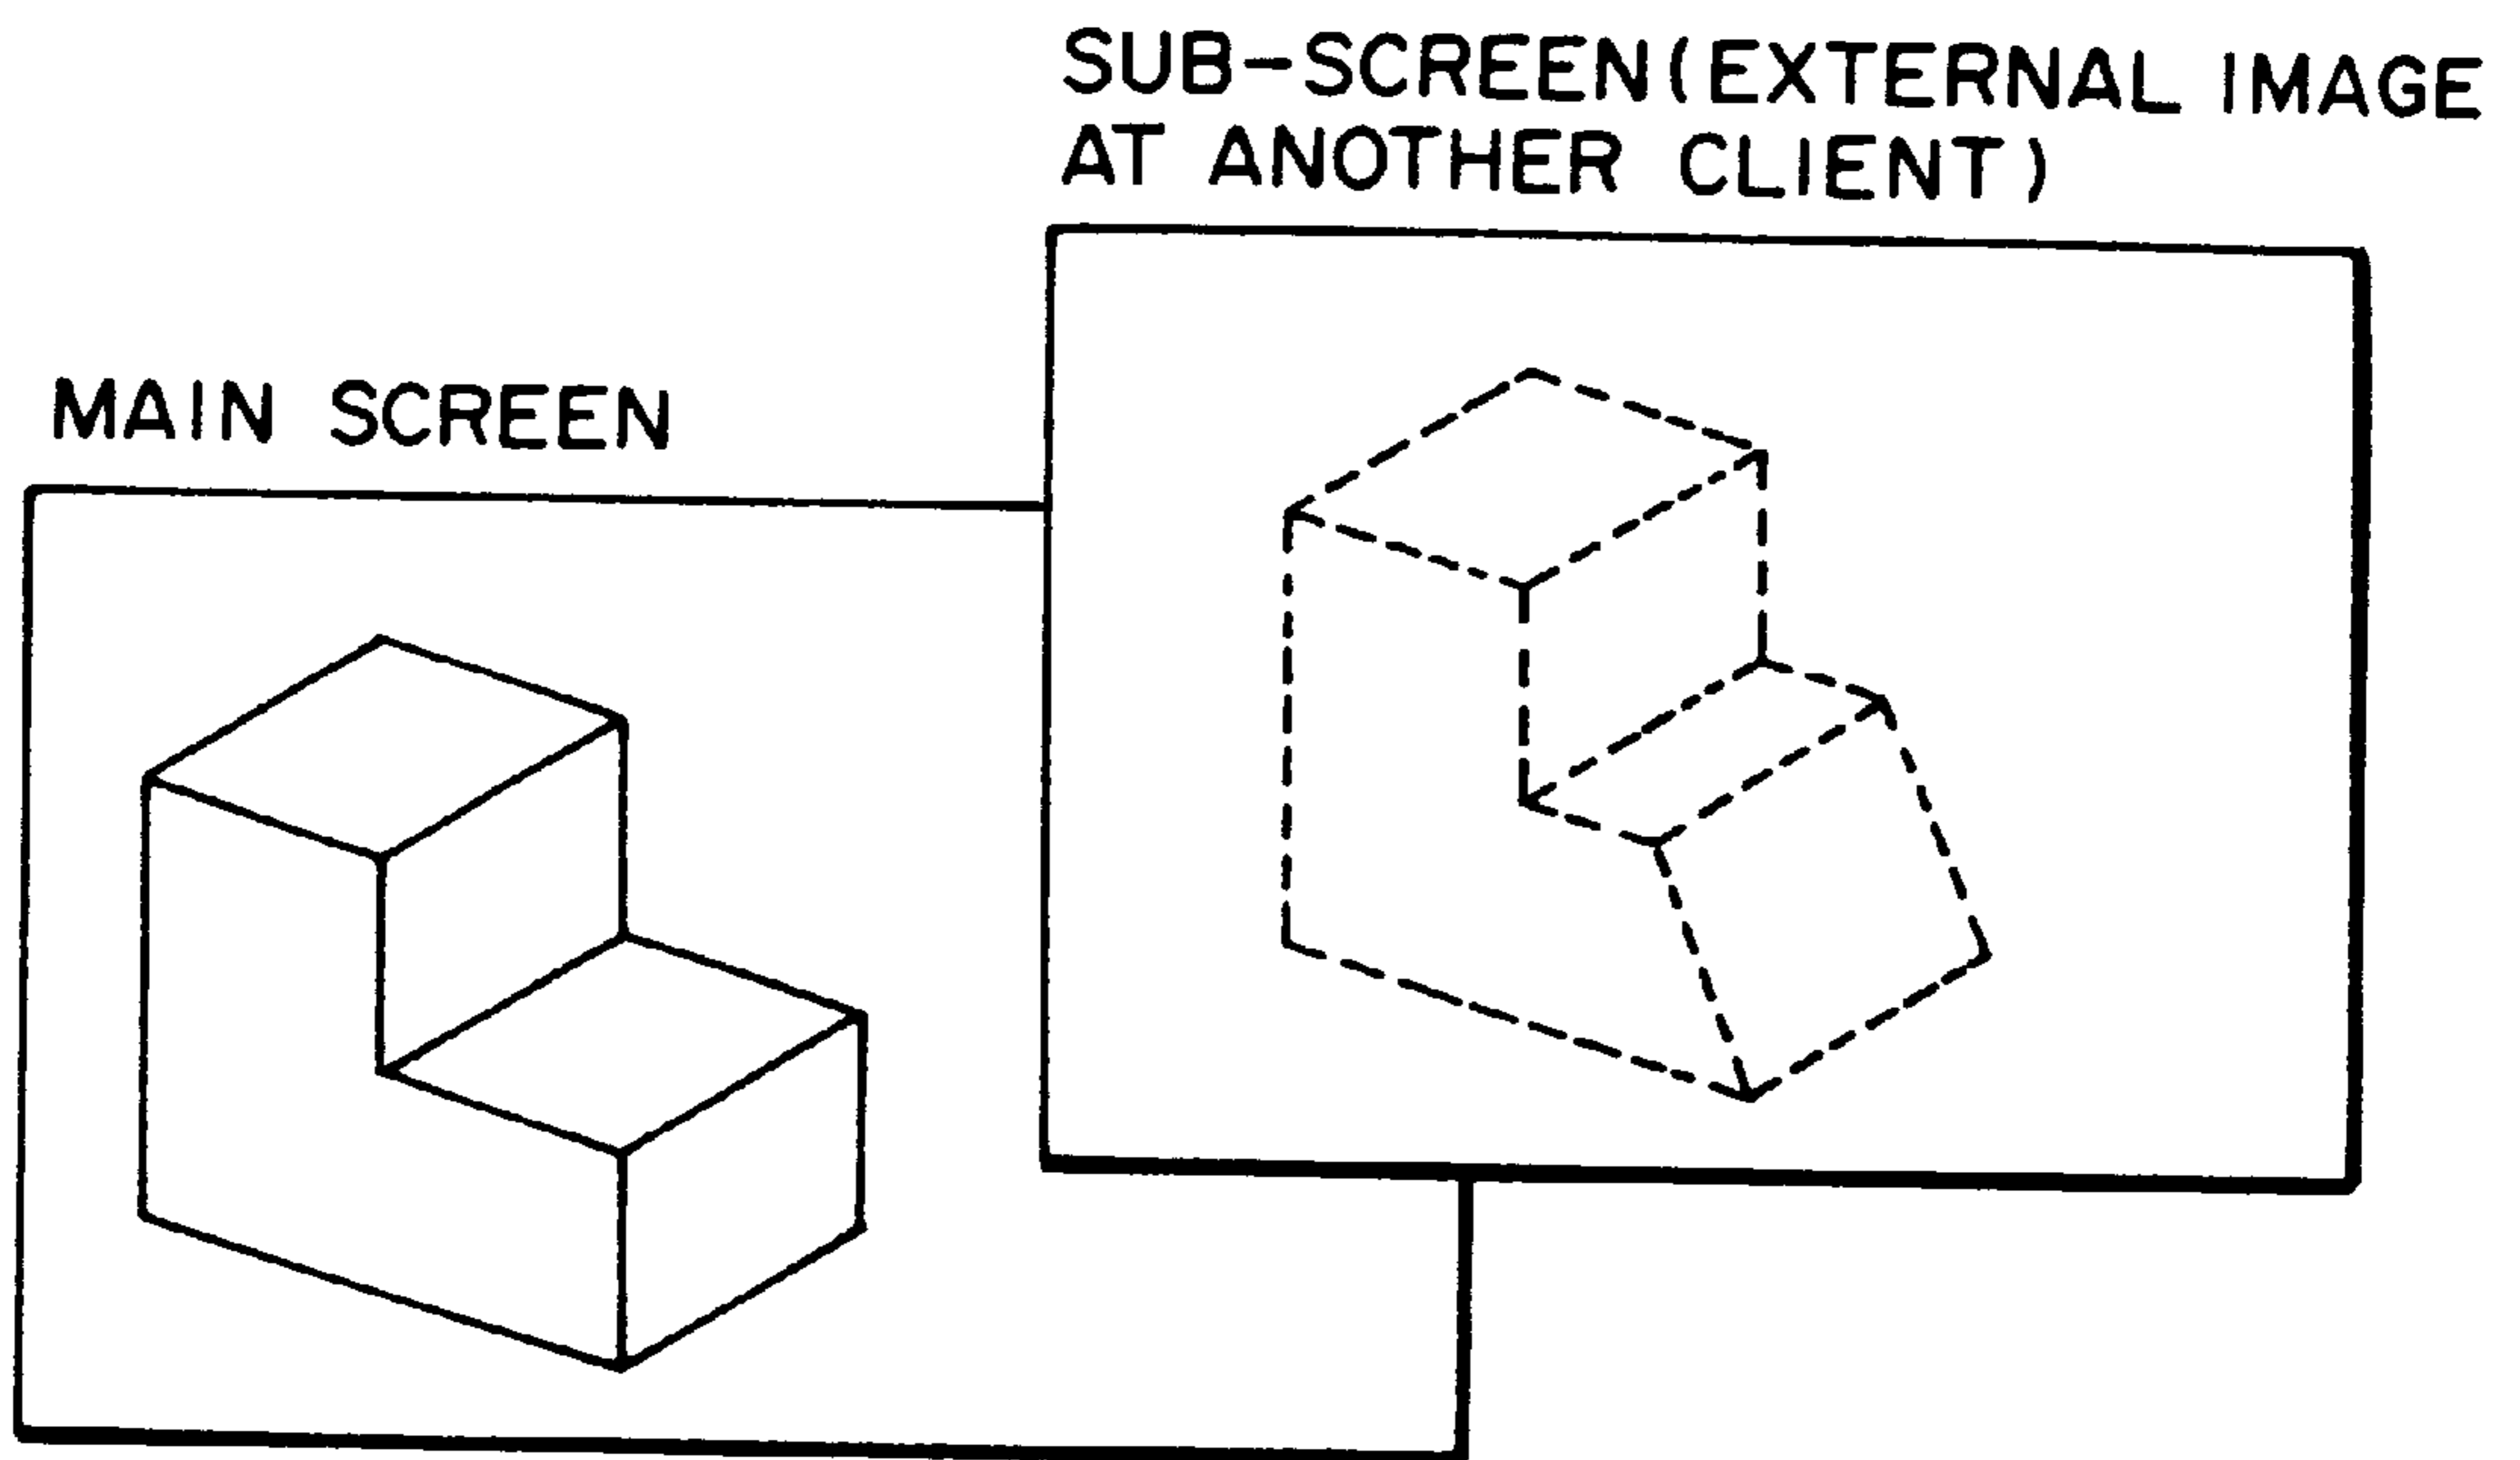 SUB-SCREEN(EXTERNAL IMAGE
AT ANOTHER CLIENT)
MAIN SCREEN